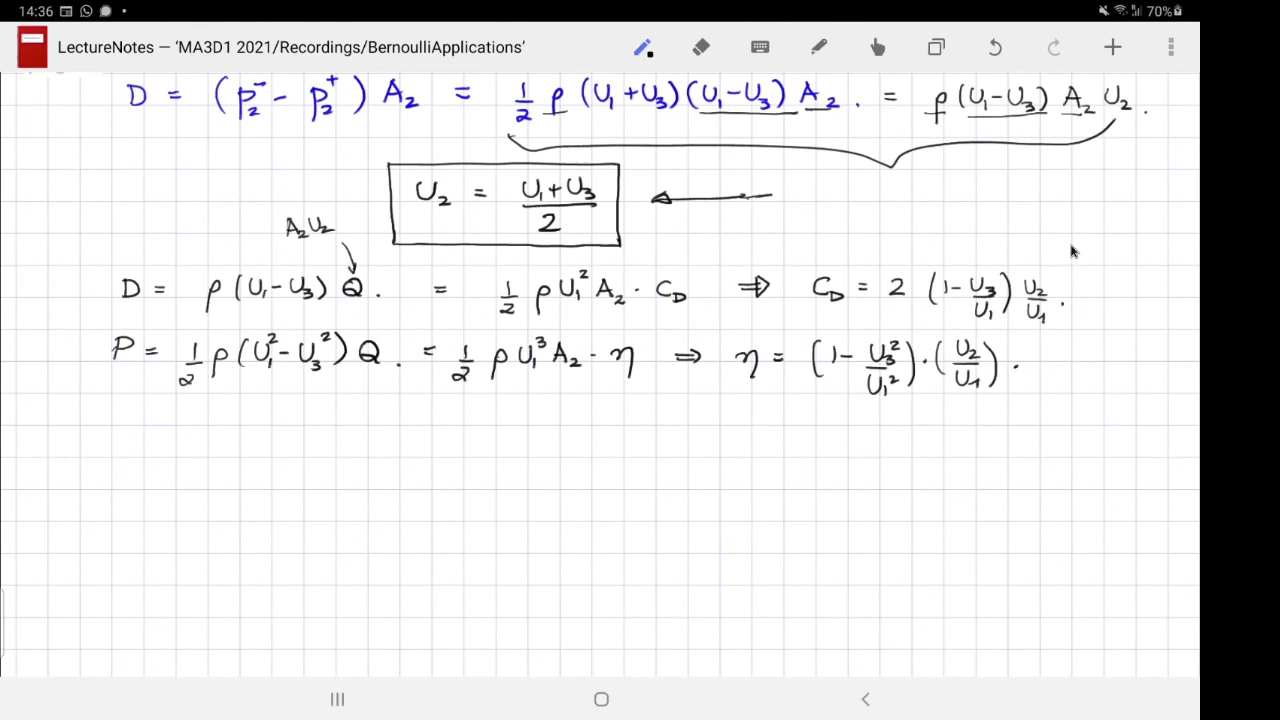 14:36 70%
LectureNotes — ‘MA3D1 2021/Recordings/BernoulliApplications’
D = (p₂⁻ - p₂⁺) A₂ = 1/2 ρ (U₁+U₃)(U₁-U₃) A₂ . = ρ (U₁-U₃) A₂ U₂ .
U₂ = (U₁+U₃)/2
A₂U₂
D = ρ (U₁-U₃) Q . = 1/2 ρ U₁² A₂ · C_D ⇒ C_D = 2 (1 - U₃/U₁) U₂/U₁ .
P = 1/2 ρ (U₁² - U₃²) Q . = 1/2 ρ U₁³ A₂ · η ⇒ η = (1 - U₃²/U₁²) · (U₂/U₁) .